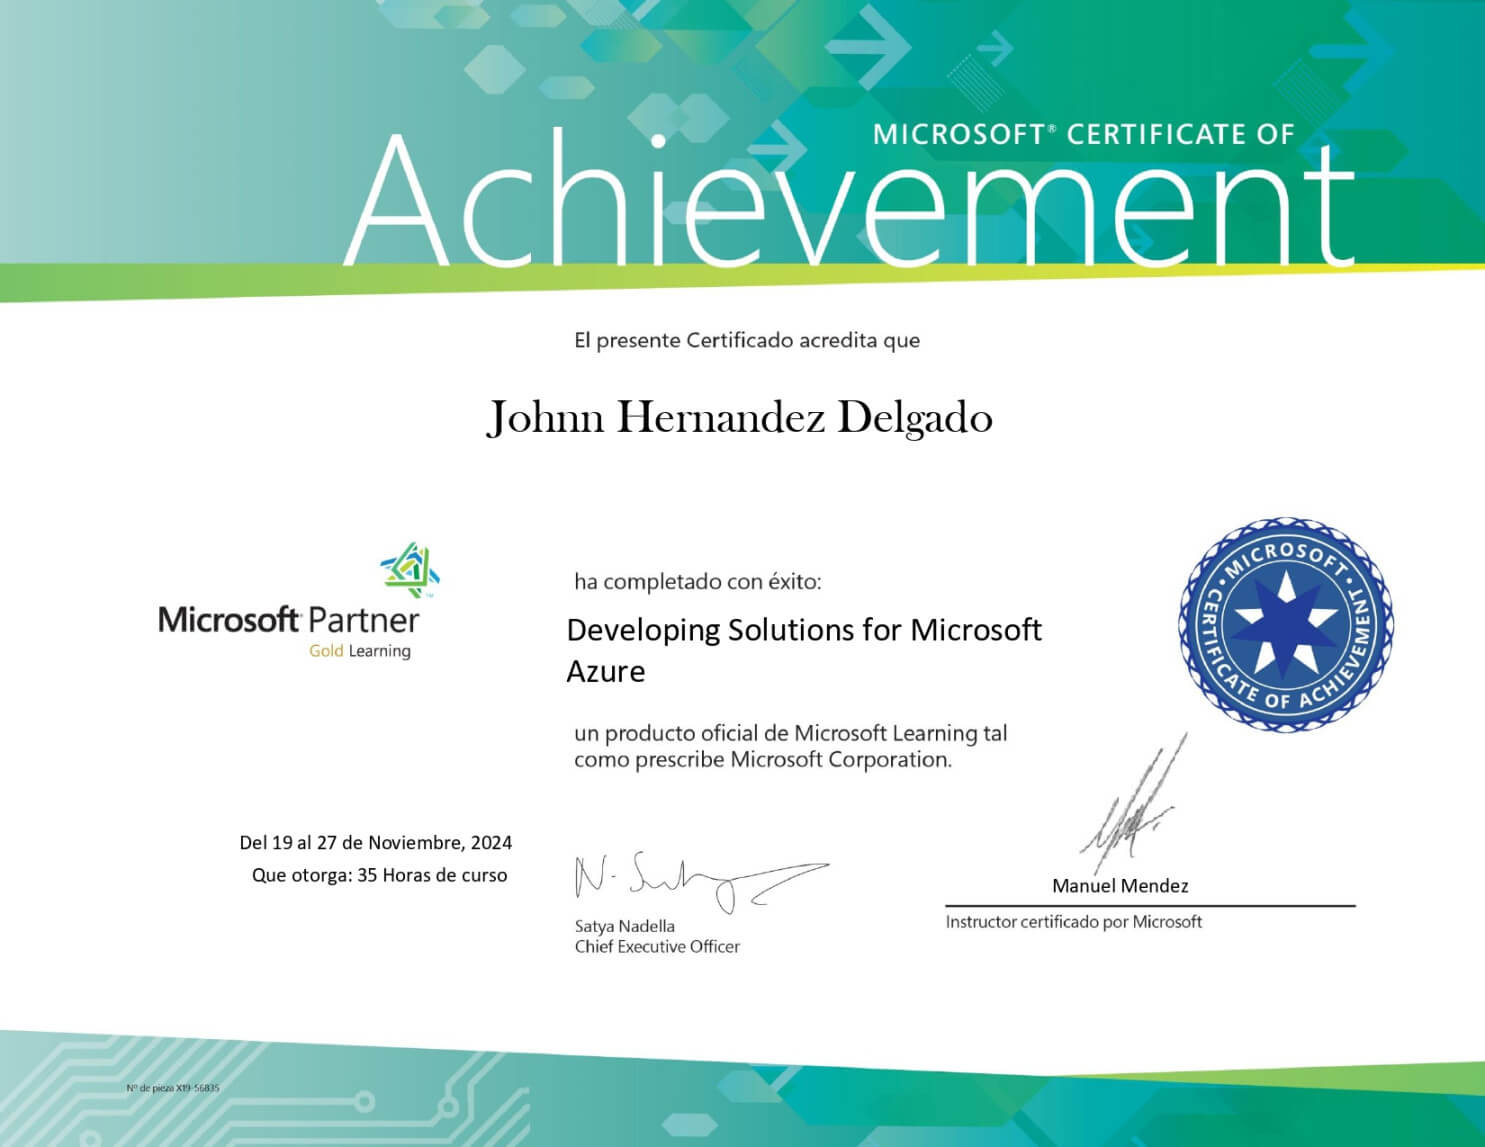 MICROSOFT® CERTIFICATE OF
Achievement
El presente Certificado acredita que
Johnn Hernandez Delgado
Microsoft Partner
Gold Learning
ha completado con éxito:
Developing Solutions for Microsoft
Azure
un producto oficial de Microsoft Learning tal
como prescribe Microsoft Corporation.
• MICROSOFT •
CERTIFICATE OF ACHIEVEMENT
Del 19 al 27 de Noviembre, 2024
Que otorga: 35 Horas de curso
Satya Nadella
Chief Executive Officer
Manuel Mendez
Instructor certificado por Microsoft
Nº de pieza X19-56835